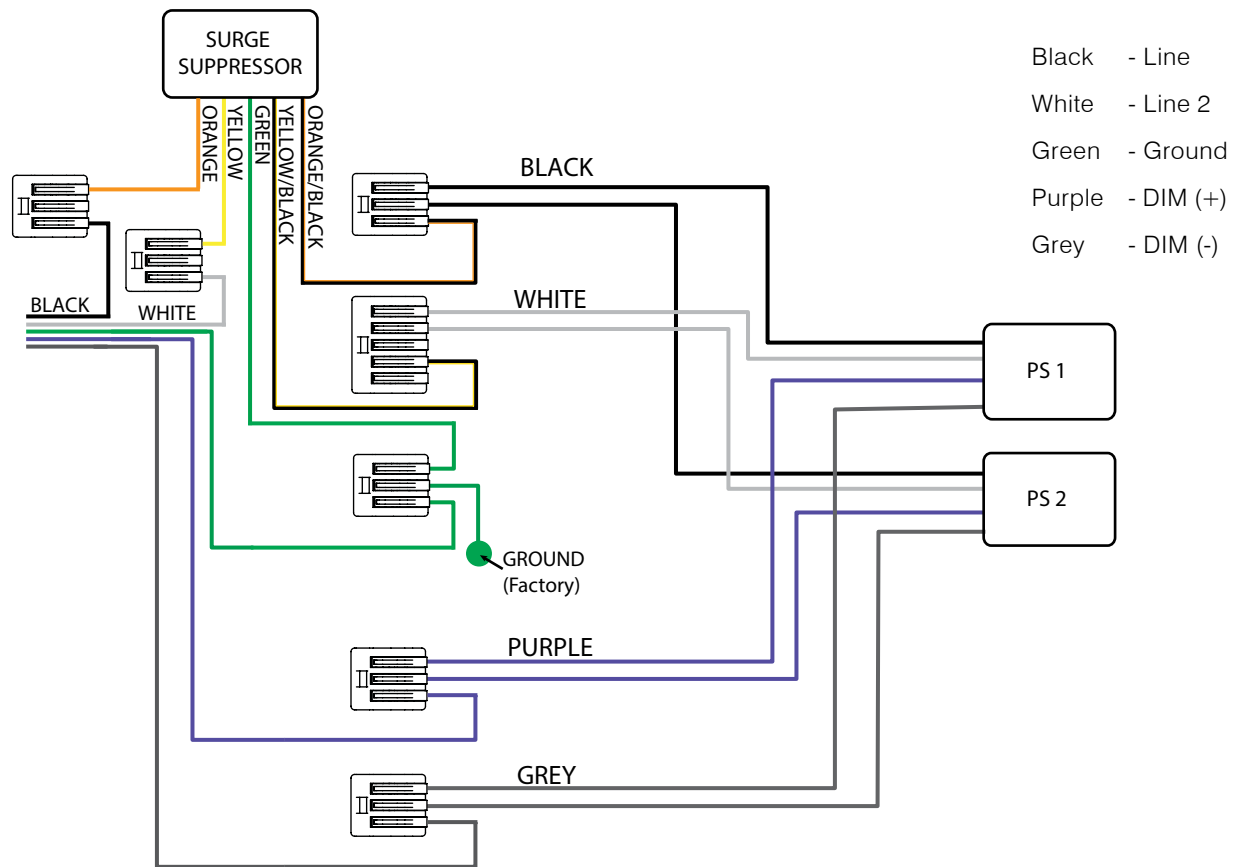 SURGE
SUPPRESSOR
ORANGE
YELLOW
GREEN
YELLOW/BLACK
ORANGE/BLACK
Black - Line
White - Line 2
Green - Ground
Purple - DIM (+)
Grey - DIM (-)
BLACK
WHITE
BLACK
WHITE
PS 1
PS 2
GROUND
(Factory)
PURPLE
GREY